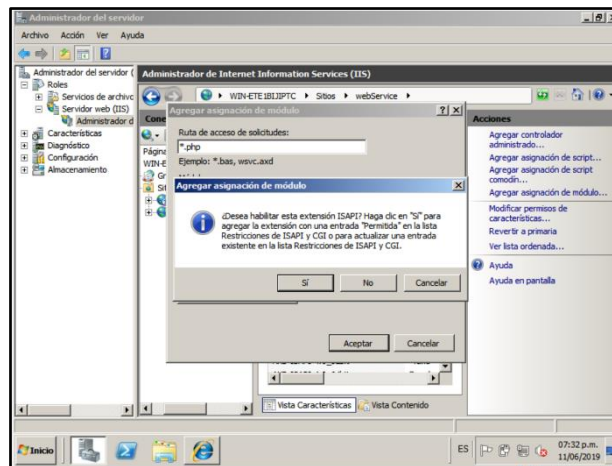 Administrador del servidor
Archivo Acción Ver Ayuda
Administrador del servidor (
Roles
Servicios de archivo
Servidor web (IIS)
Administrador d
Características
Diagnóstico
Configuración
Almacenamiento
Administrador de Internet Information Services (IIS)
WIN-ETE1BIJIPTC Sitios webService
Cone
Página
WIN-E
Gr
Sit
Agregar asignación de módulo
Ruta de acceso de solicitudes:
*.php
Ejemplo: *.bas, wsvc.axd
Agregar asignación de módulo
¿Desea habilitar esta extensión ISAPI? Haga clic en "Sí" para
agregar la extensión con una entrada "Permitida" en la lista
Restricciones de ISAPI y CGI o para actualizar una entrada
existente en la lista Restricciones de ISAPI y CGI.
Sí No Cancelar
Aceptar Cancelar
Vista Características Vista Contenido
Acciones
Agregar controlador
administrado...
Agregar asignación de script...
Agregar asignación de script
comodín...
Agregar asignación de módulo...
Modificar permisos de
características...
Revertir a primaria
Ver lista ordenada...
Ayuda
Ayuda en pantalla
Inicio
ES
07:32 p.m.
11/06/2019